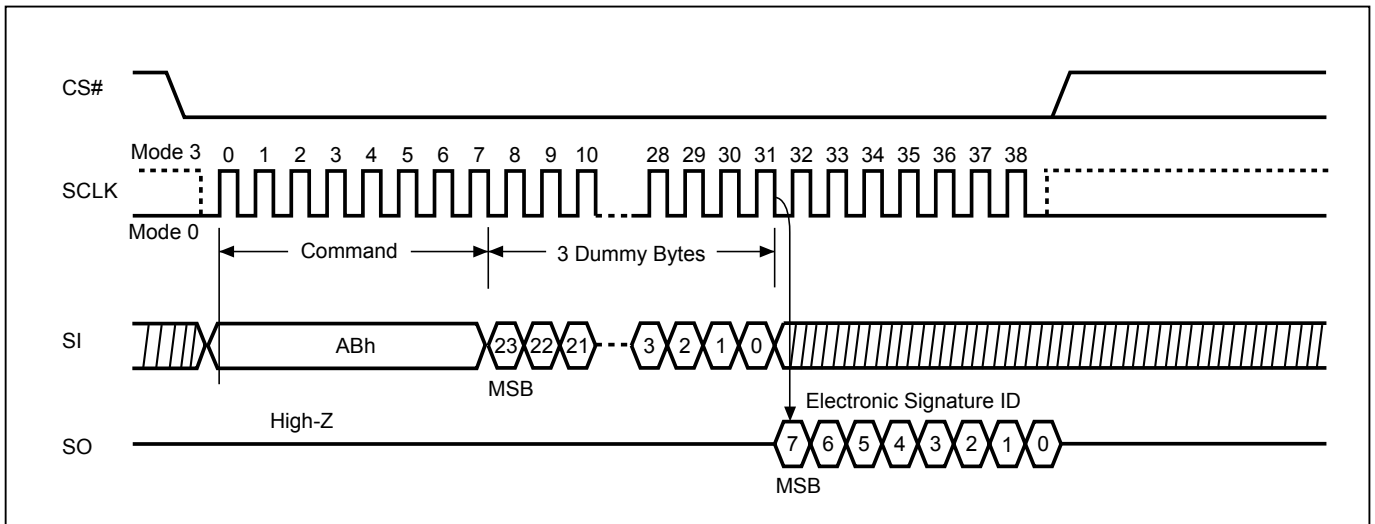 CS#
Mode 3 0 1 2 3 4 5 6 7 8 9 10 28 29 30 31 32 33 34 35 36 37 38
SCLK
Mode 0
Command 3 Dummy Bytes
SI ABh 23 22 21 3 2 1 0
MSB
Electronic Signature ID
High-Z
SO 7 6 5 4 3 2 1 0
MSB